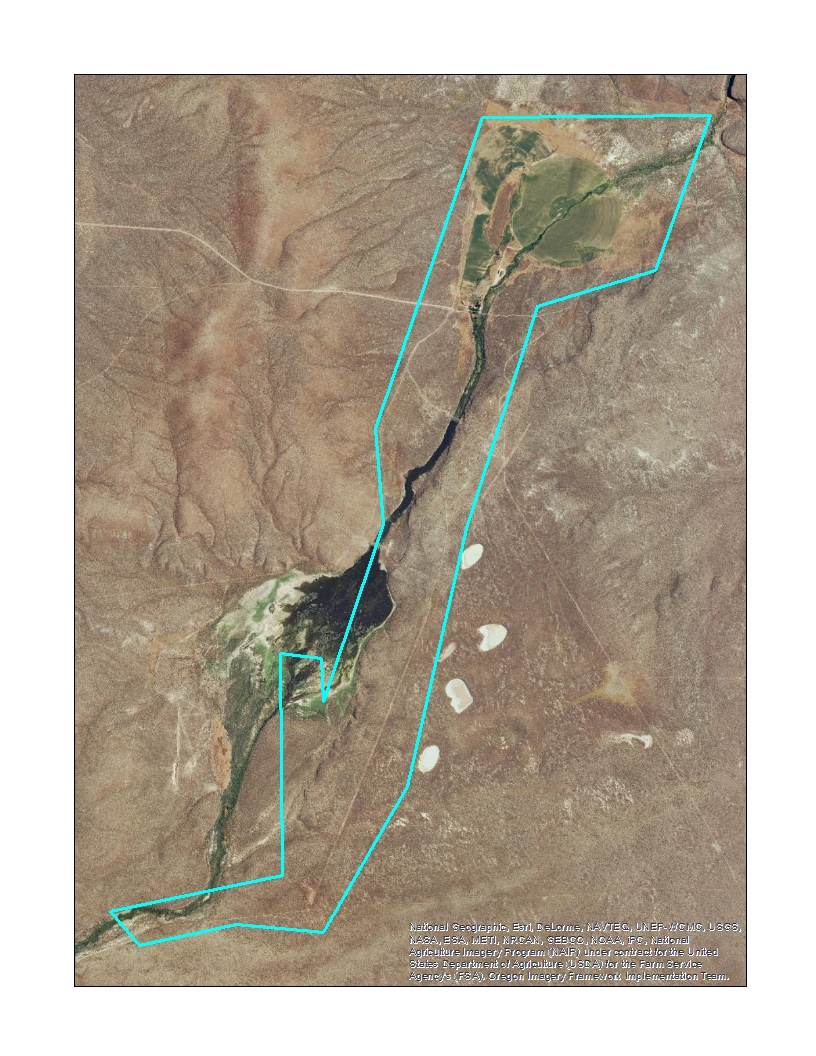 National Geographic, Esri, DeLorme, NAVTEQ, UNEP-WCMC, USGS,
NASA, ESA, METI, NRCAN, GEBCO, NOAA, iPC, National
Agriculture Imagery Program (NAIP) under contract for the United
States Department of Agriculture (USDA) for the Farm Service
Agency's (FSA). Oregon Imagery Framework Implementation Team.